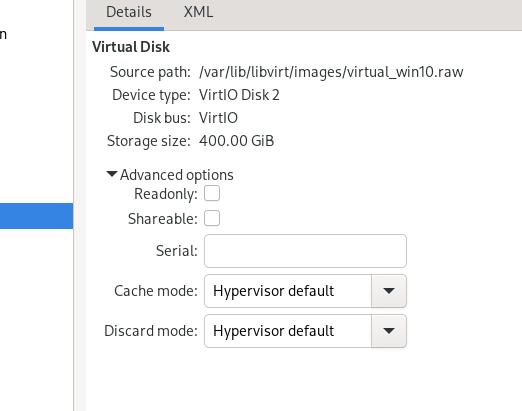 n
Details XML
Virtual Disk
Source path: /var/lib/libvirt/images/virtual_win10.raw
Device type: VirtIO Disk 2
Disk bus: VirtIO
Storage size: 400.00 GiB
Advanced options
Readonly:
Shareable:
Serial:
Cache mode: Hypervisor default
Discard mode: Hypervisor default